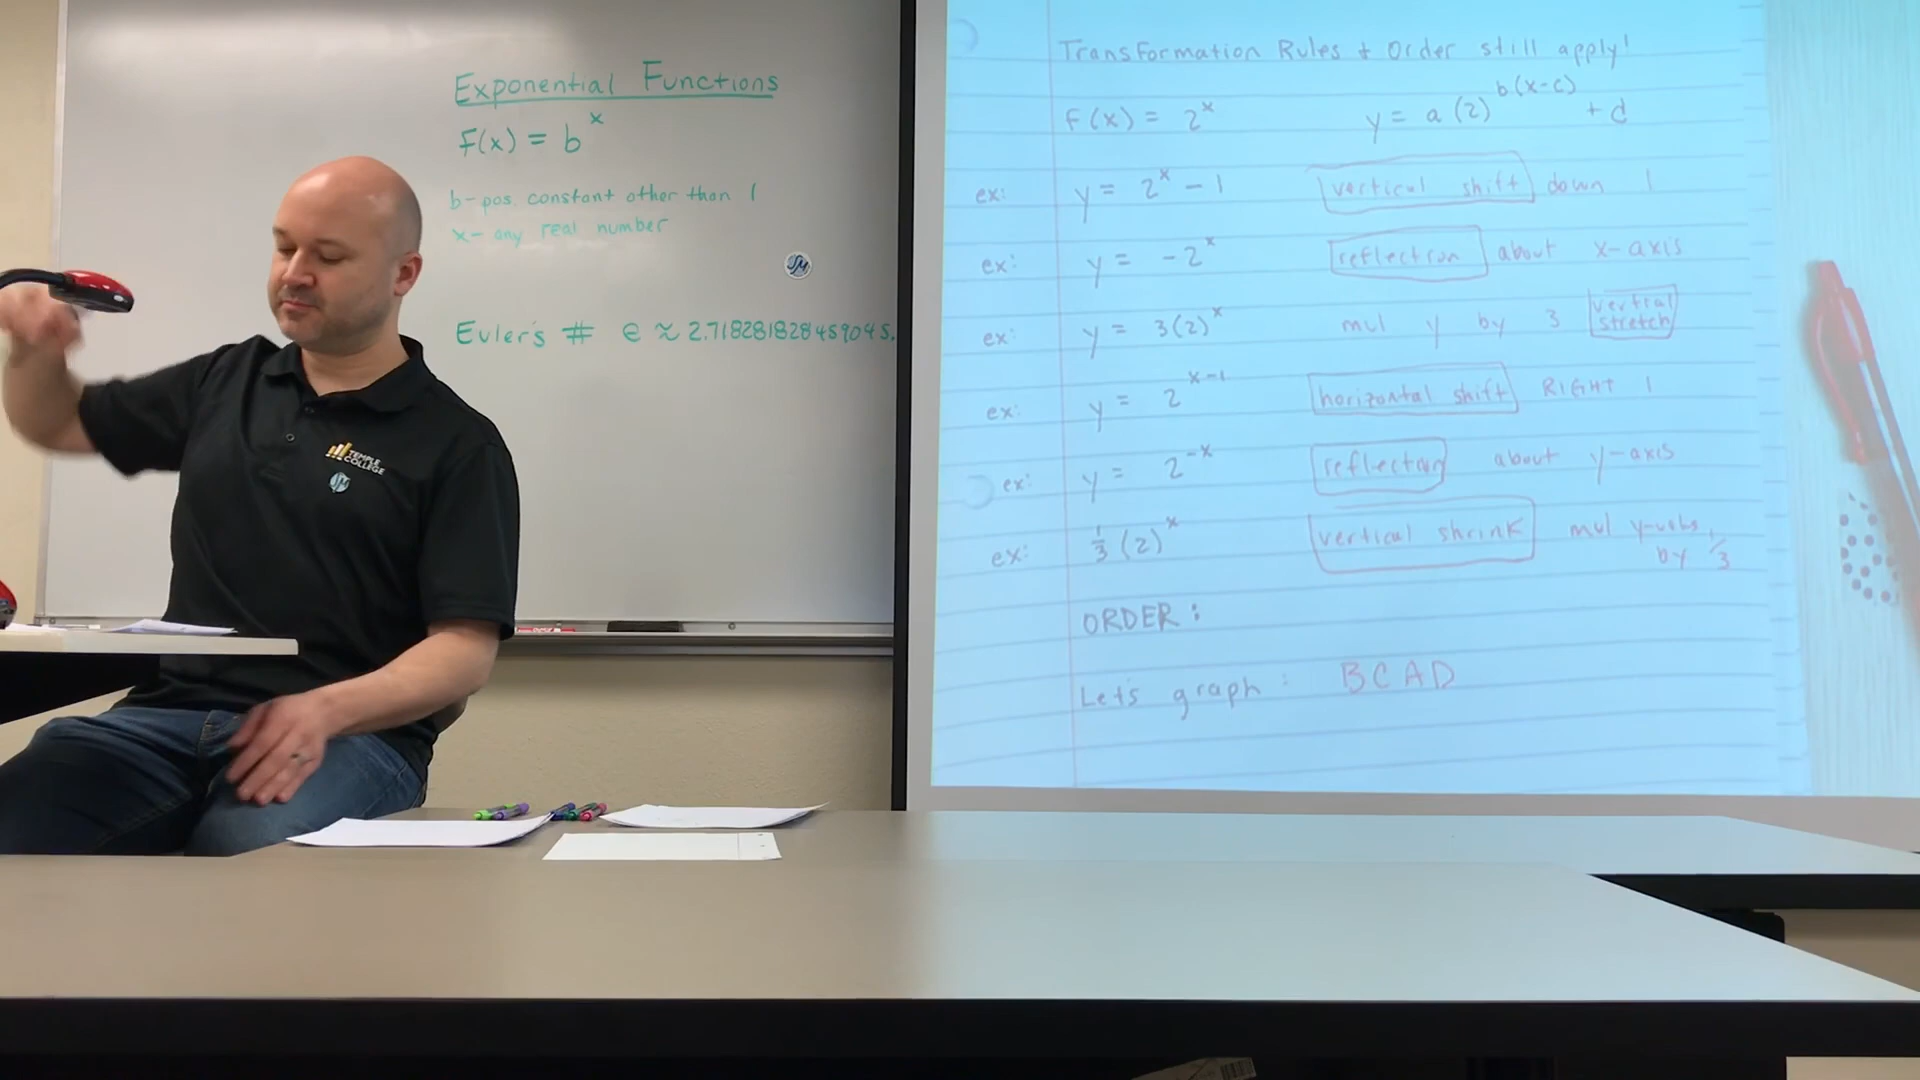 Exponential Functions
f(x) = b^x
b - pos. constant other than 1
x - any real number
Euler's # e ≈ 2.718281828459045.
TEMPLE
COLLEGE
Transformation Rules + Order still apply!
f(x) = 2^x y = a(2)^b(x-c) + d
ex: y = 2^x - 1 vertical shift down 1
ex: y = -2^x reflection about x-axis
ex: y = 3(2)^x mul y by 3 vertical stretch
ex: y = 2^x-1 horizontal shift RIGHT 1
ex: y = 2^-x reflection about y-axis
ex: 1/3 (2)^x vertical shrink mul y-vals, by 1/3
ORDER:
Let's graph: BCAD